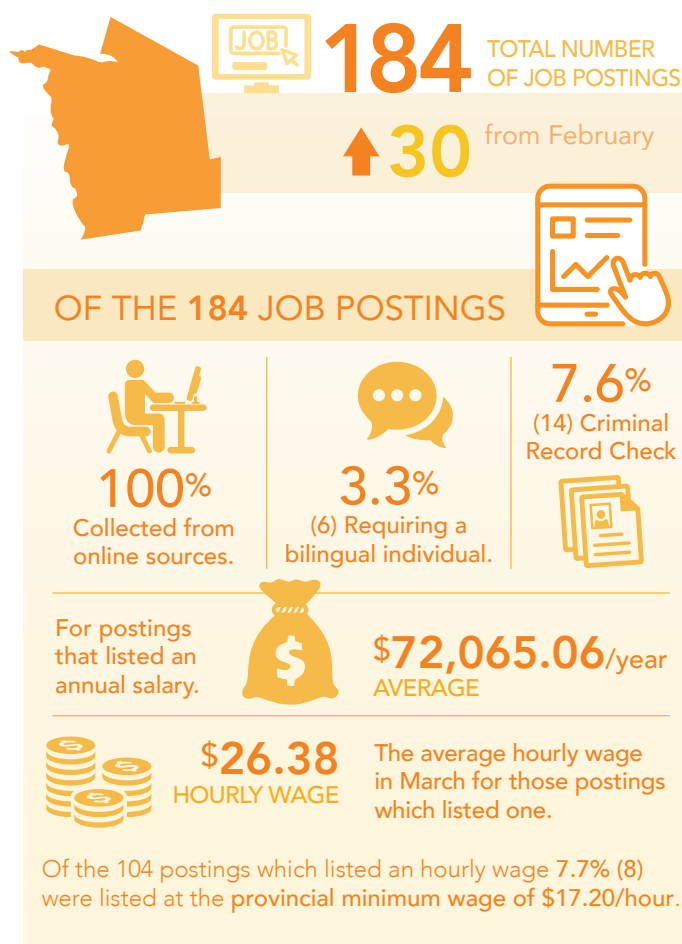 JOB
184
TOTAL NUMBER
OF JOB POSTINGS
30
from February
OF THE 184 JOB POSTINGS
100%
Collected from
online sources.
3.3%
(6) Requiring a
bilingual individual.
7.6%
(14) Criminal
Record Check
For postings
that listed an
annual salary.
$
$72,065.06/year
AVERAGE
$26.38
HOURLY WAGE
The average hourly wage
in March for those postings
which listed one.
Of the 104 postings which listed an hourly wage 7.7% (8)
were listed at the provincial minimum wage of $17.20/hour.